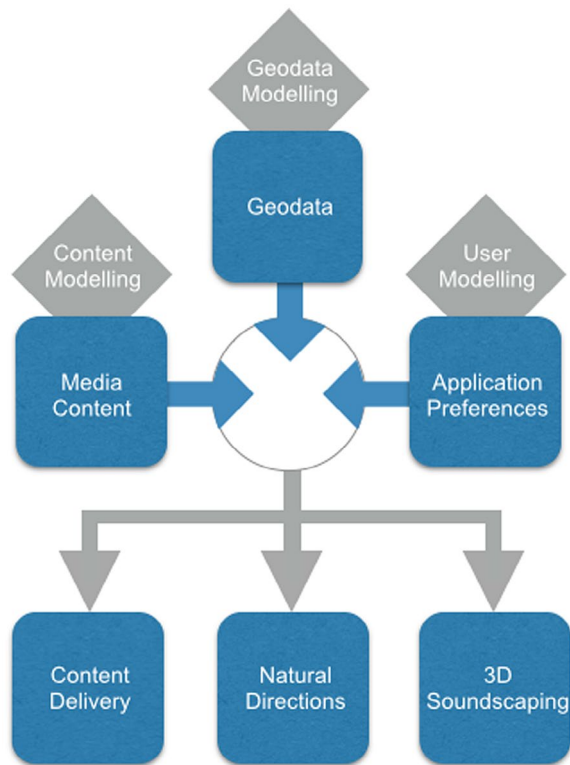 Geodata
Modelling
Geodata
Content
Modelling
User
Modelling
Media
Content
Application
Preferences
Content
Delivery
Natural
Directions
3D
Soundscaping